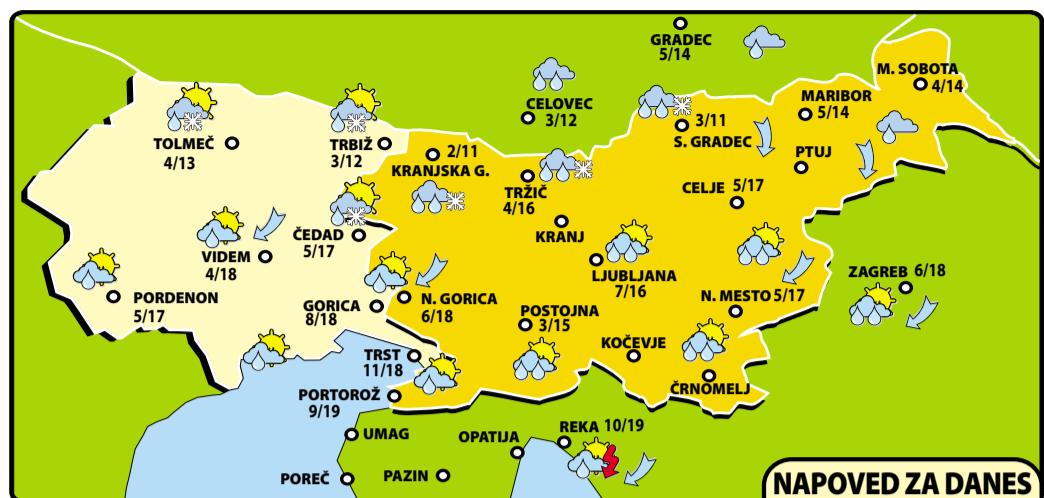 GRADEC
5/14
M. SOBOTA
4/14
MARIBOR
5/14
CELOVEC
3/12
3/11
S. GRADEC
PTUJ
TOLMEČ
4/13
TRBIŽ
3/12
2/11
KRANJSKA G.
TRŽIČ
4/16
CELJE 5/17
KRANJ
ČEDAD
5/17
VIDEM
4/18
LJUBLJANA
7/16
ZAGREB 6/18
PORDENON
5/17
GORICA
8/18
N. GORICA
6/18
N. MESTO 5/17
POSTOJNA
3/15
KOČEVJE
TRST
11/18
ČRNOMELJ
PORTOROŽ
9/19
UMAG
OPATIJA
REKA 10/19
POREČ
PAZIN
NAPOVED ZA DANES